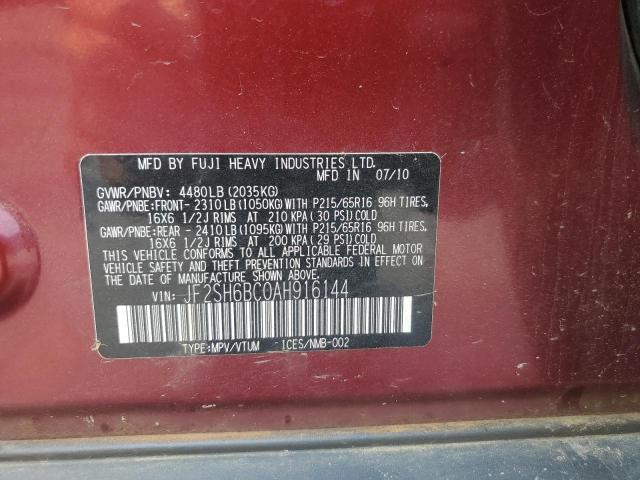 MFD BY FUJI HEAVY INDUSTRIES LTD.
MFD IN 07/10
GVWR/PNBV: 4480LB (2035KG)
GAWR/PNBE:FRONT- 2310LB(1050KG)WITH P215/65R16 96H TIRES,
16X6 1/2J RIMS AT 210 KPA(30 PSI)COLD
GAWR/PNBE:REAR - 2410LB(1095KG)WITH P215/65R16 96H TIRES,
16X6 1/2J RIMS AT 200 KPA(29 PSI)COLD
THIS VEHICLE CONFORMS TO ALL APPLICABLE FEDERAL MOTOR
VEHICLE SAFETY AND THEFT PREVENTION STANDARDS IN EFFECT ON
THE DATE OF MANUFACTURE SHOWN ABOVE.
VIN: JF2SH6BC0AH916144
TYPE:MPV/VTUM ICES/NMB-002